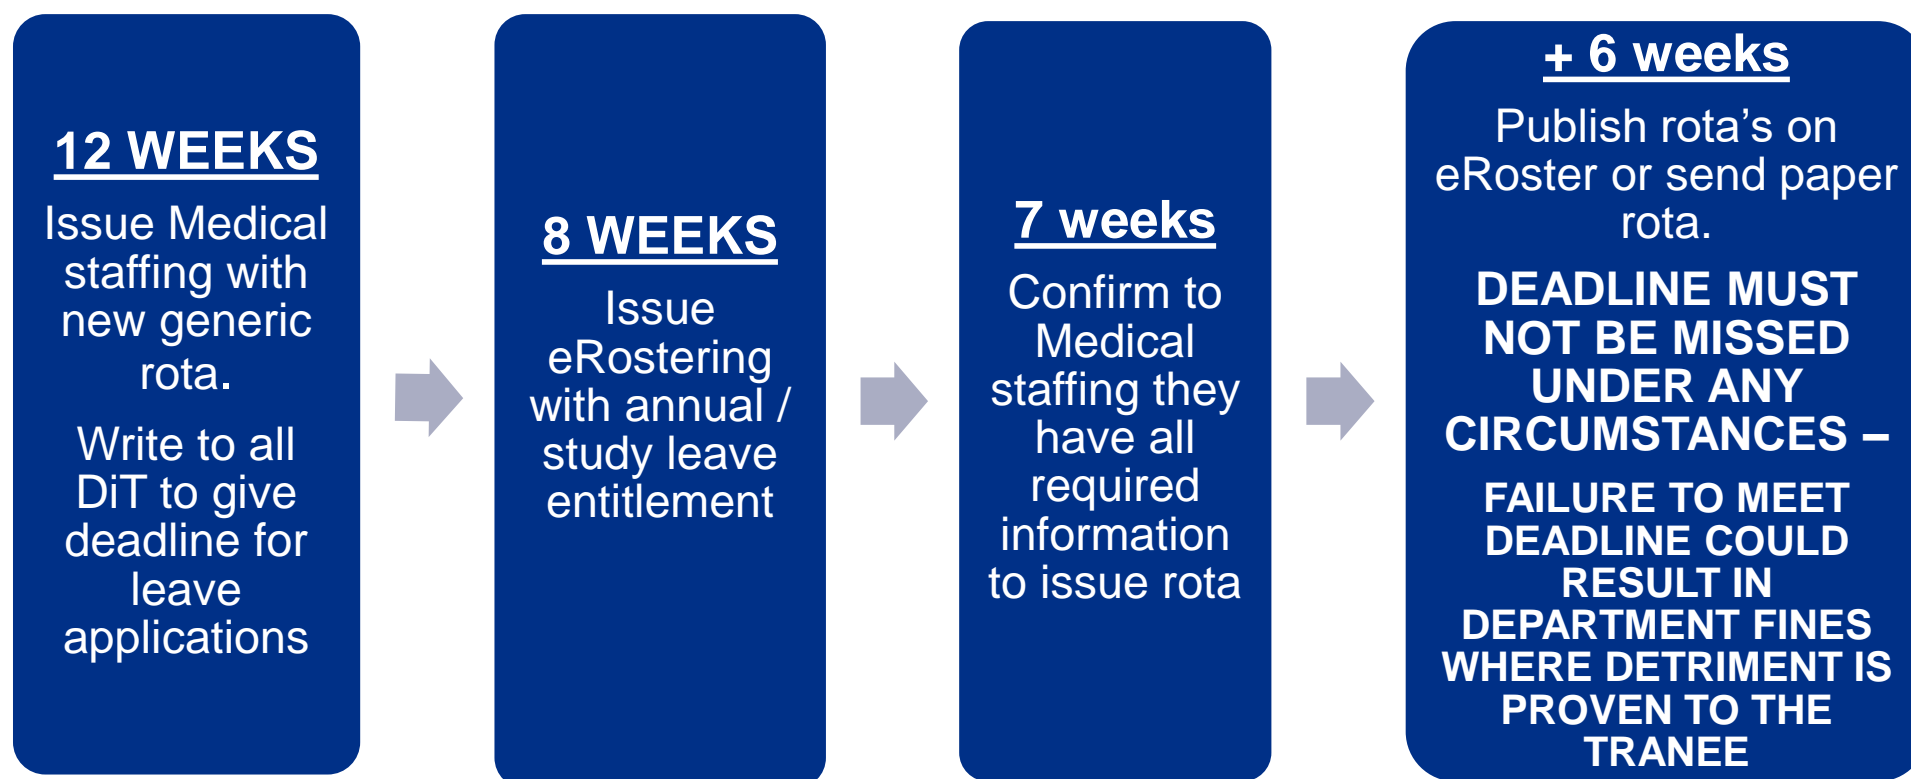 12 WEEKS
Issue Medical
staffing with
new generic
rota.
Write to all
DiT to give
deadline for
leave
applications
8 WEEKS
Issue
eRostering
with annual /
study leave
entitlement
7 weeks
Confirm to
Medical
staffing they
have all
required
information
to issue rota
+ 6 weeks
Publish rota’s on
eRoster or send paper
rota.
DEADLINE MUST
NOT BE MISSED
UNDER ANY
CIRCUMSTANCES –
FAILURE TO MEET
DEADLINE COULD
RESULT IN
DEPARTMENT FINES
WHERE DETRIMENT IS
PROVEN TO THE
TRANEE